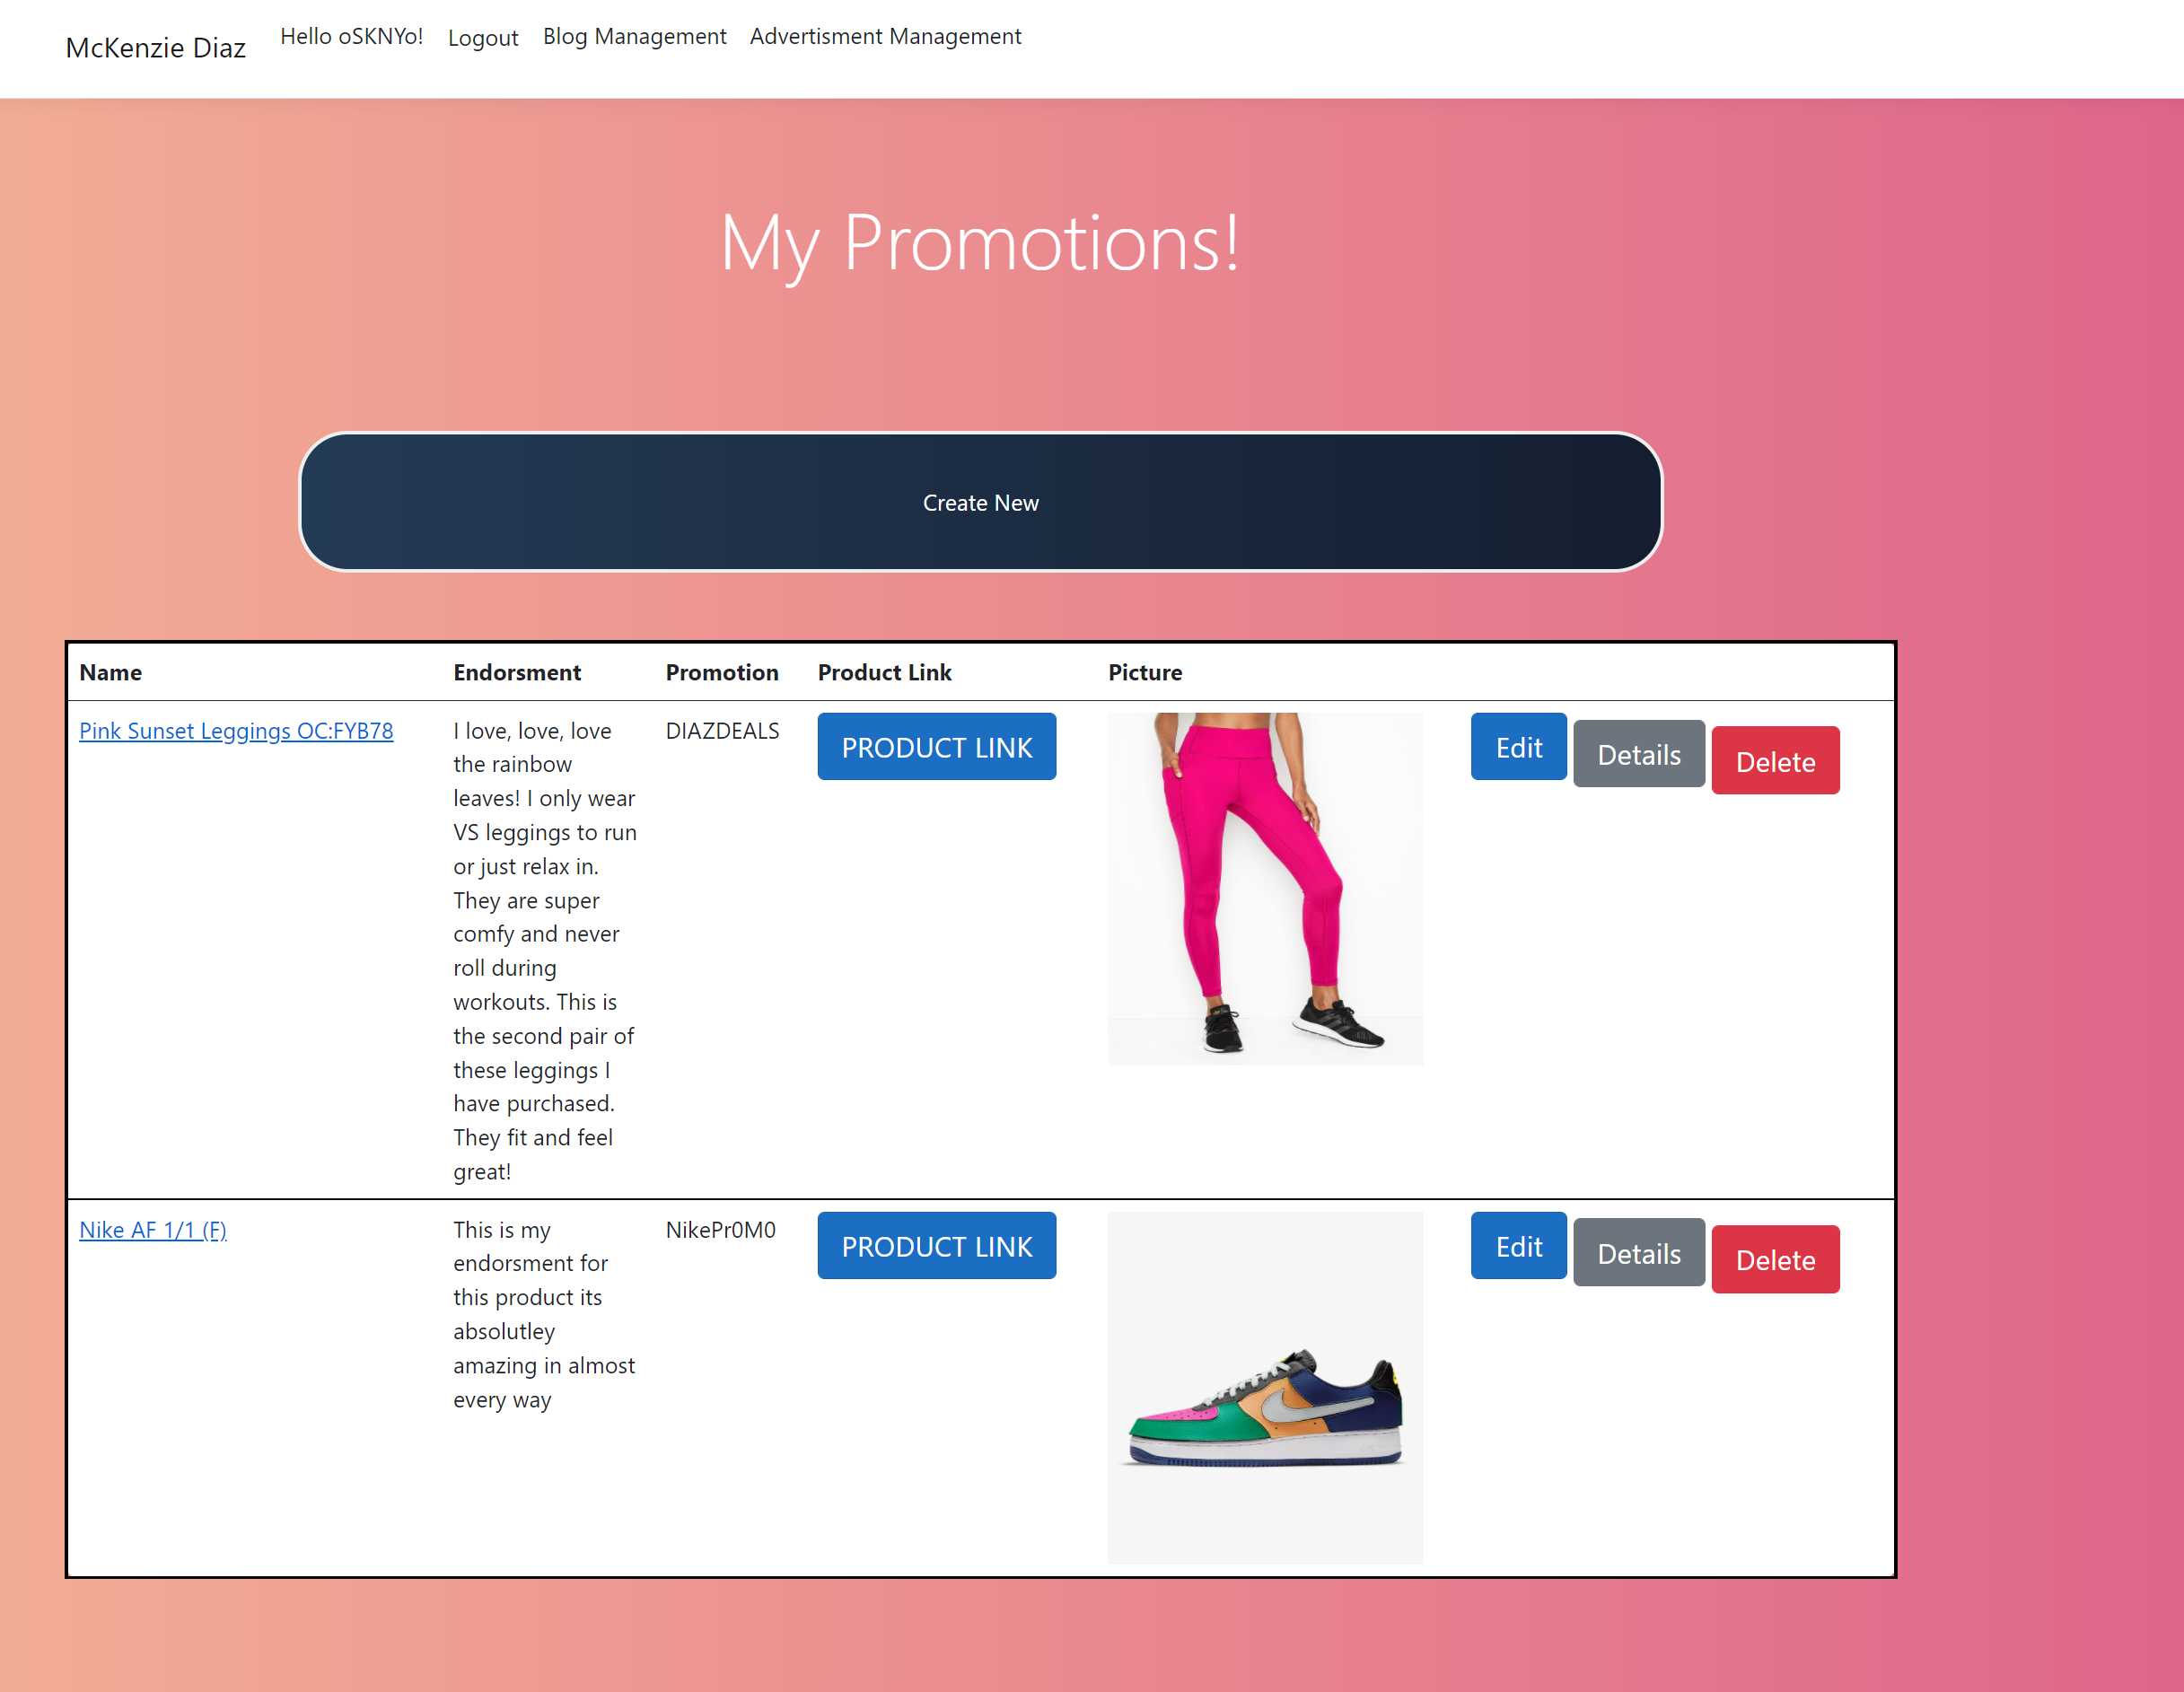 McKenzie Diaz Hello oSKNYo! Logout Blog Management Advertisment Management
My Promotions!
Create New
Name Endorsment Promotion Product Link Picture
Pink Sunset Leggings OC:FYB78
I love, love, love
the rainbow
leaves! I only wear
VS leggings to run
or just relax in.
They are super
comfy and never
roll during
workouts. This is
the second pair of
these leggings I
have purchased.
They fit and feel
great!
DIAZDEALS
PRODUCT LINK
Edit Details Delete
Nike AF 1/1 (F)
This is my
endorsment for
this product its
absolutley
amazing in almost
every way
NikePr0M0
PRODUCT LINK
Edit Details Delete